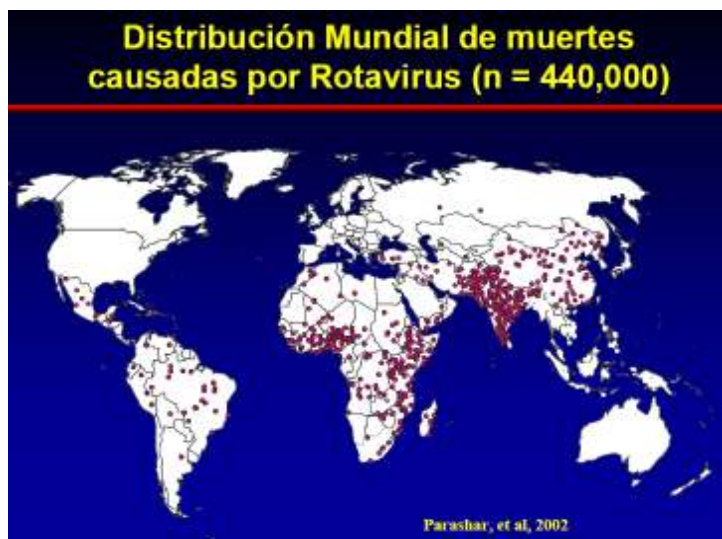 Distribución Mundial de muertes
causadas por Rotavirus (n = 440,000)
Parashar, et al, 2002